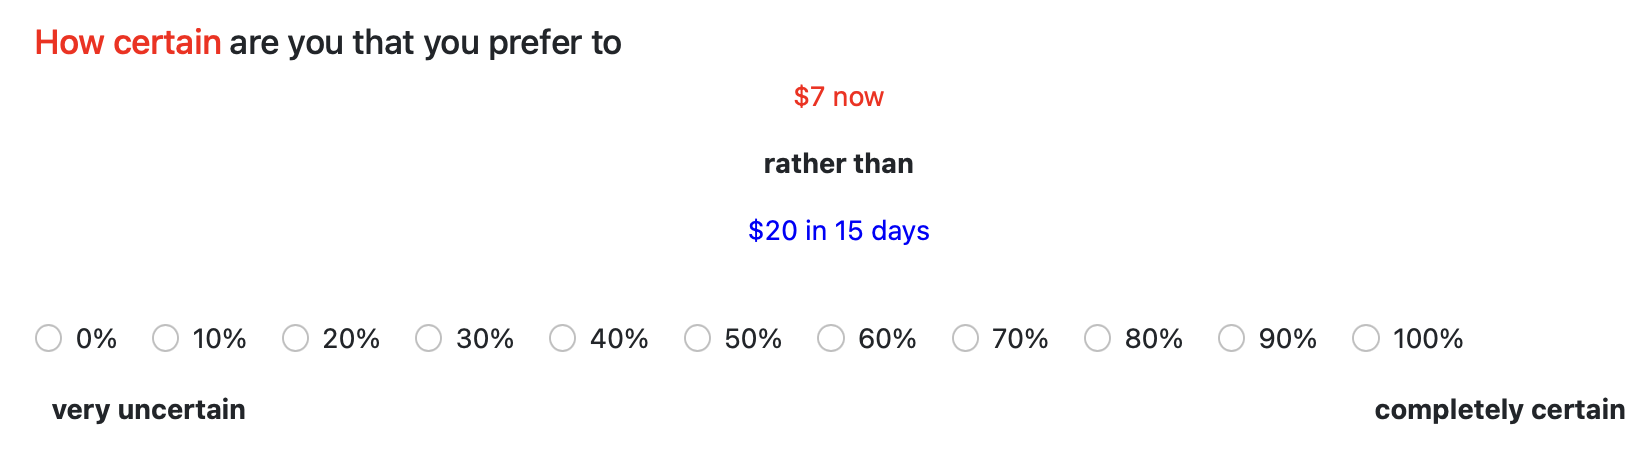 How certain are you that you prefer to
$7 now
rather than
$20 in 15 days
0% 10% 20% 30% 40% 50% 60% 70% 80% 90% 100%
very uncertain completely certain